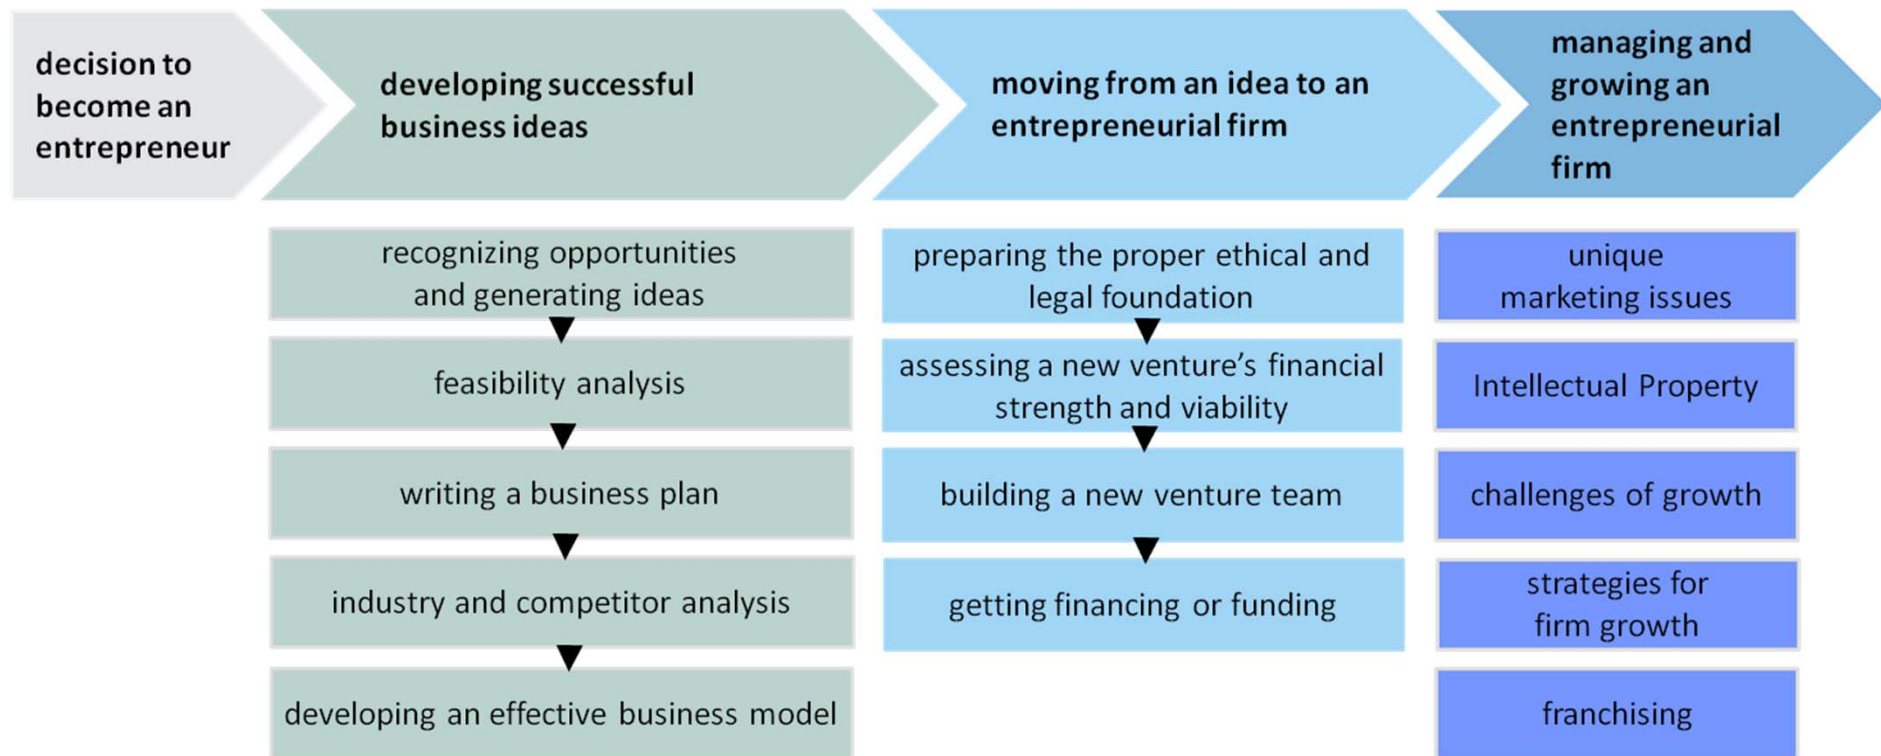 decision to
become an
entrepreneur
developing successful
business ideas
moving from an idea to an
entrepreneurial firm
managing and
growing an
entrepreneurial
firm
recognizing opportunities
and generating ideas
feasibility analysis
writing a business plan
industry and competitor analysis
developing an effective business model
preparing the proper ethical and
legal foundation
assessing a new venture’s financial
strength and viability
building a new venture team
getting financing or funding
unique
marketing issues
Intellectual Property
challenges of growth
strategies for
firm growth
franchising